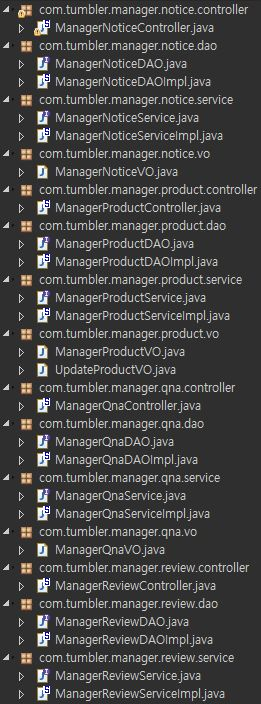 com.tumbler.manager.notice.controller
ManagerNoticeController.java
com.tumbler.manager.notice.dao
ManagerNoticeDAO.java
ManagerNoticeDAOImpl.java
com.tumbler.manager.notice.service
ManagerNoticeService.java
ManagerNoticeServiceImpl.java
com.tumbler.manager.notice.vo
ManagerNoticeVO.java
com.tumbler.manager.product.controller
ManagerProductController.java
com.tumbler.manager.product.dao
ManagerProductDAO.java
ManagerProductDAOImpl.java
com.tumbler.manager.product.service
ManagerProductService.java
ManagerProductServiceImpl.java
com.tumbler.manager.product.vo
ManagerProductVO.java
UpdateProductVO.java
com.tumbler.manager.qna.controller
ManagerQnaController.java
com.tumbler.manager.qna.dao
ManagerQnaDAO.java
ManagerQnaDAOImpl.java
com.tumbler.manager.qna.service
ManagerQnaService.java
ManagerQnaServiceImpl.java
com.tumbler.manager.qna.vo
ManagerQnaVO.java
com.tumbler.manager.review.controller
ManagerReviewController.java
com.tumbler.manager.review.dao
ManagerReviewDAO.java
ManagerReviewDAOImpl.java
com.tumbler.manager.review.service
ManagerReviewService.java
ManagerReviewServiceImpl.java